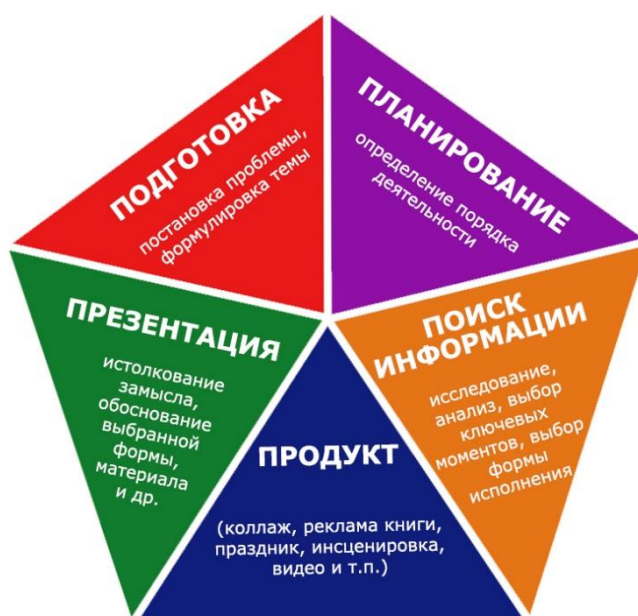 ПОДГОТОВКА
постановка проблемы,
формулировка темы
ПЛАНИРОВАНИЕ
определение порядка
деятельности
ПОИСК
ИНФОРМАЦИИ
исследование,
анализ, выбор
ключевых
моментов, выбор
формы
исполнения
ПРОДУКТ
(коллаж, реклама книги,
праздник, инсценировка,
видео и т.п.)
ПРЕЗЕНТАЦИЯ
истолкование
замысла,
обоснование
выбранной
формы,
материала
и др.